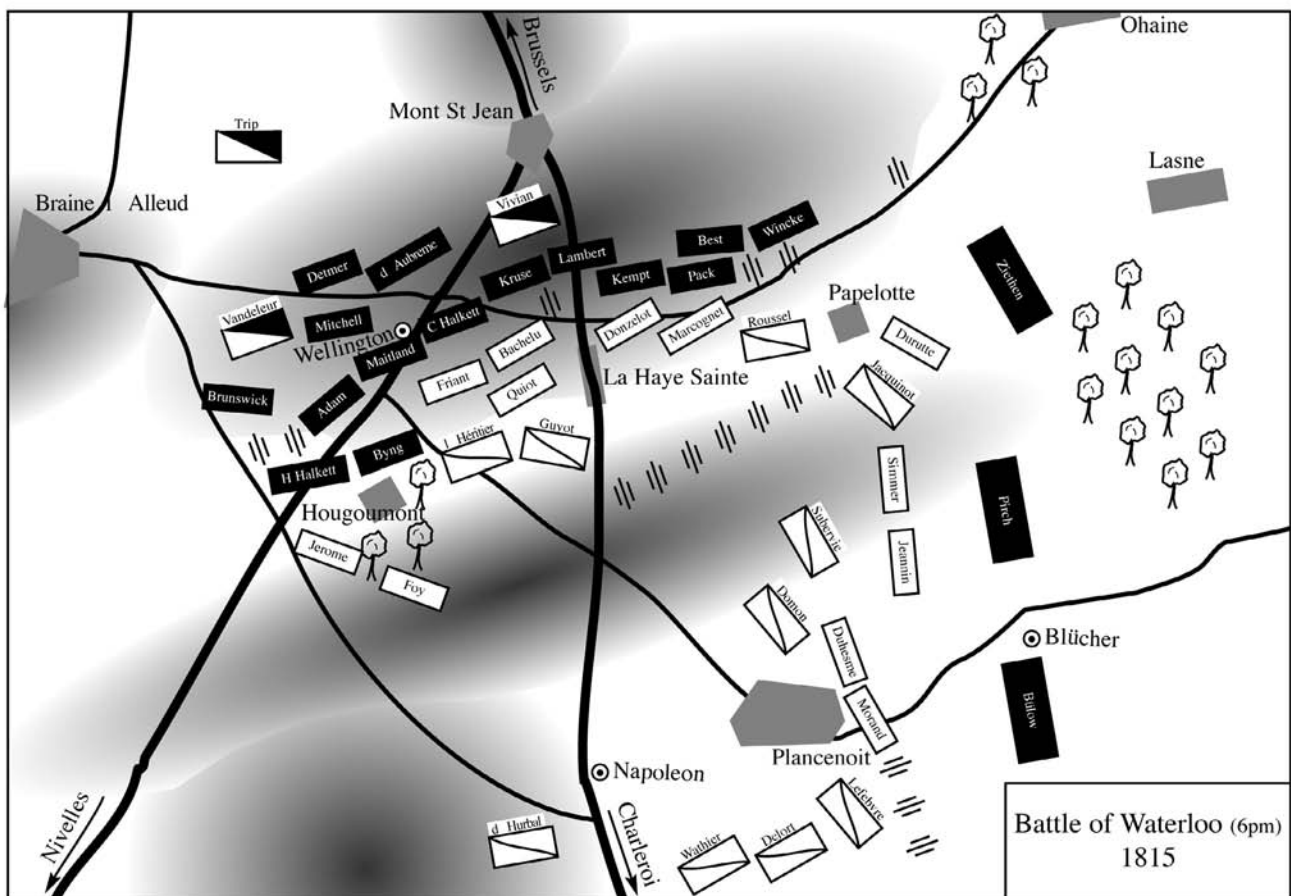 Brussels
Ohaine
Mont St Jean
Trip
Lasne
Braine l Alleud
Vivian
Wincke
Best
d Aubreme
Lambert
Detmer
Kruse
Kempt
Pack
Ziethen
Papelotte
Vandeleur
Mitchell
C Halkett
Donzelot
Marcognet
Roussel
Wellington
Maitland
Bachelu
Durutte
Friant
Quiot
La Haye Sainte
Jacquinot
Brunswick
Adam
l Héritier
Guyot
Byng
H Halkett
Simmer
Hougoumont
Pirch
Subervie
Jerome
Jeannin
Foy
Domon
Duhesme
Blücher
Bülow
Morand
Plancenoit
Napoleon
Lefebvre
Nivelles
d Hurbal
Charleroi
Wathier
Delort
Battle of Waterloo (6pm)
1815